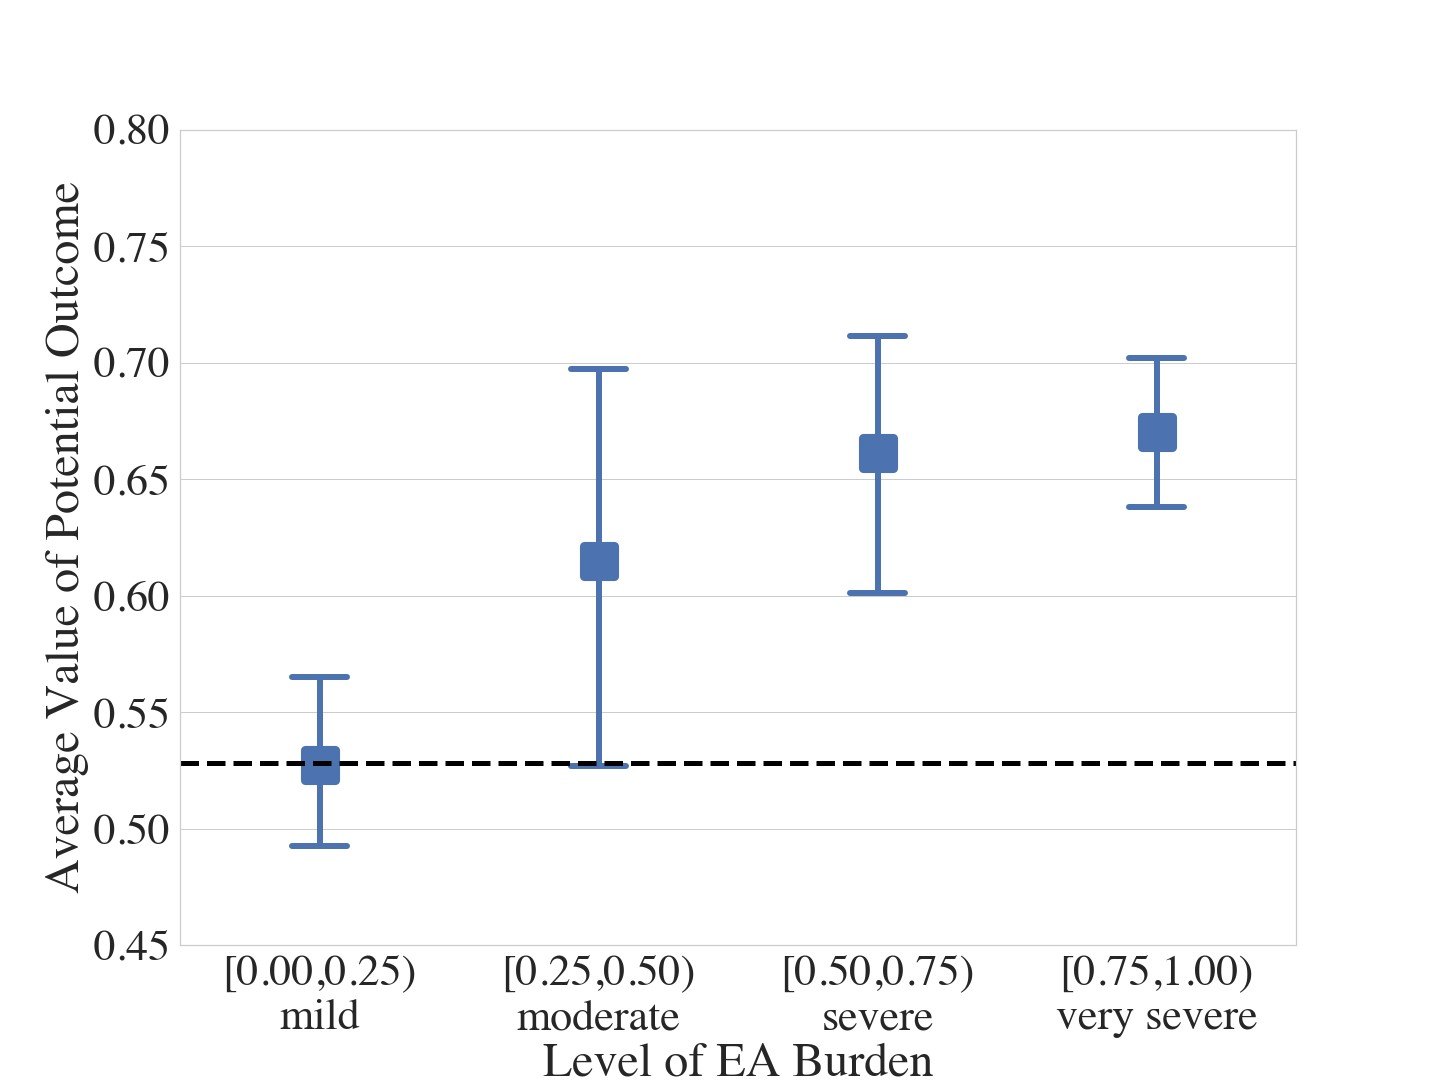 Average Value of Potential Outcome
0.80
0.75
0.70
0.65
0.60
0.55
0.50
0.45
[0.00,0.25) [0.25,0.50) [0.50,0.75) [0.75,1.00)
mild moderate severe very severe
Level of EA Burden